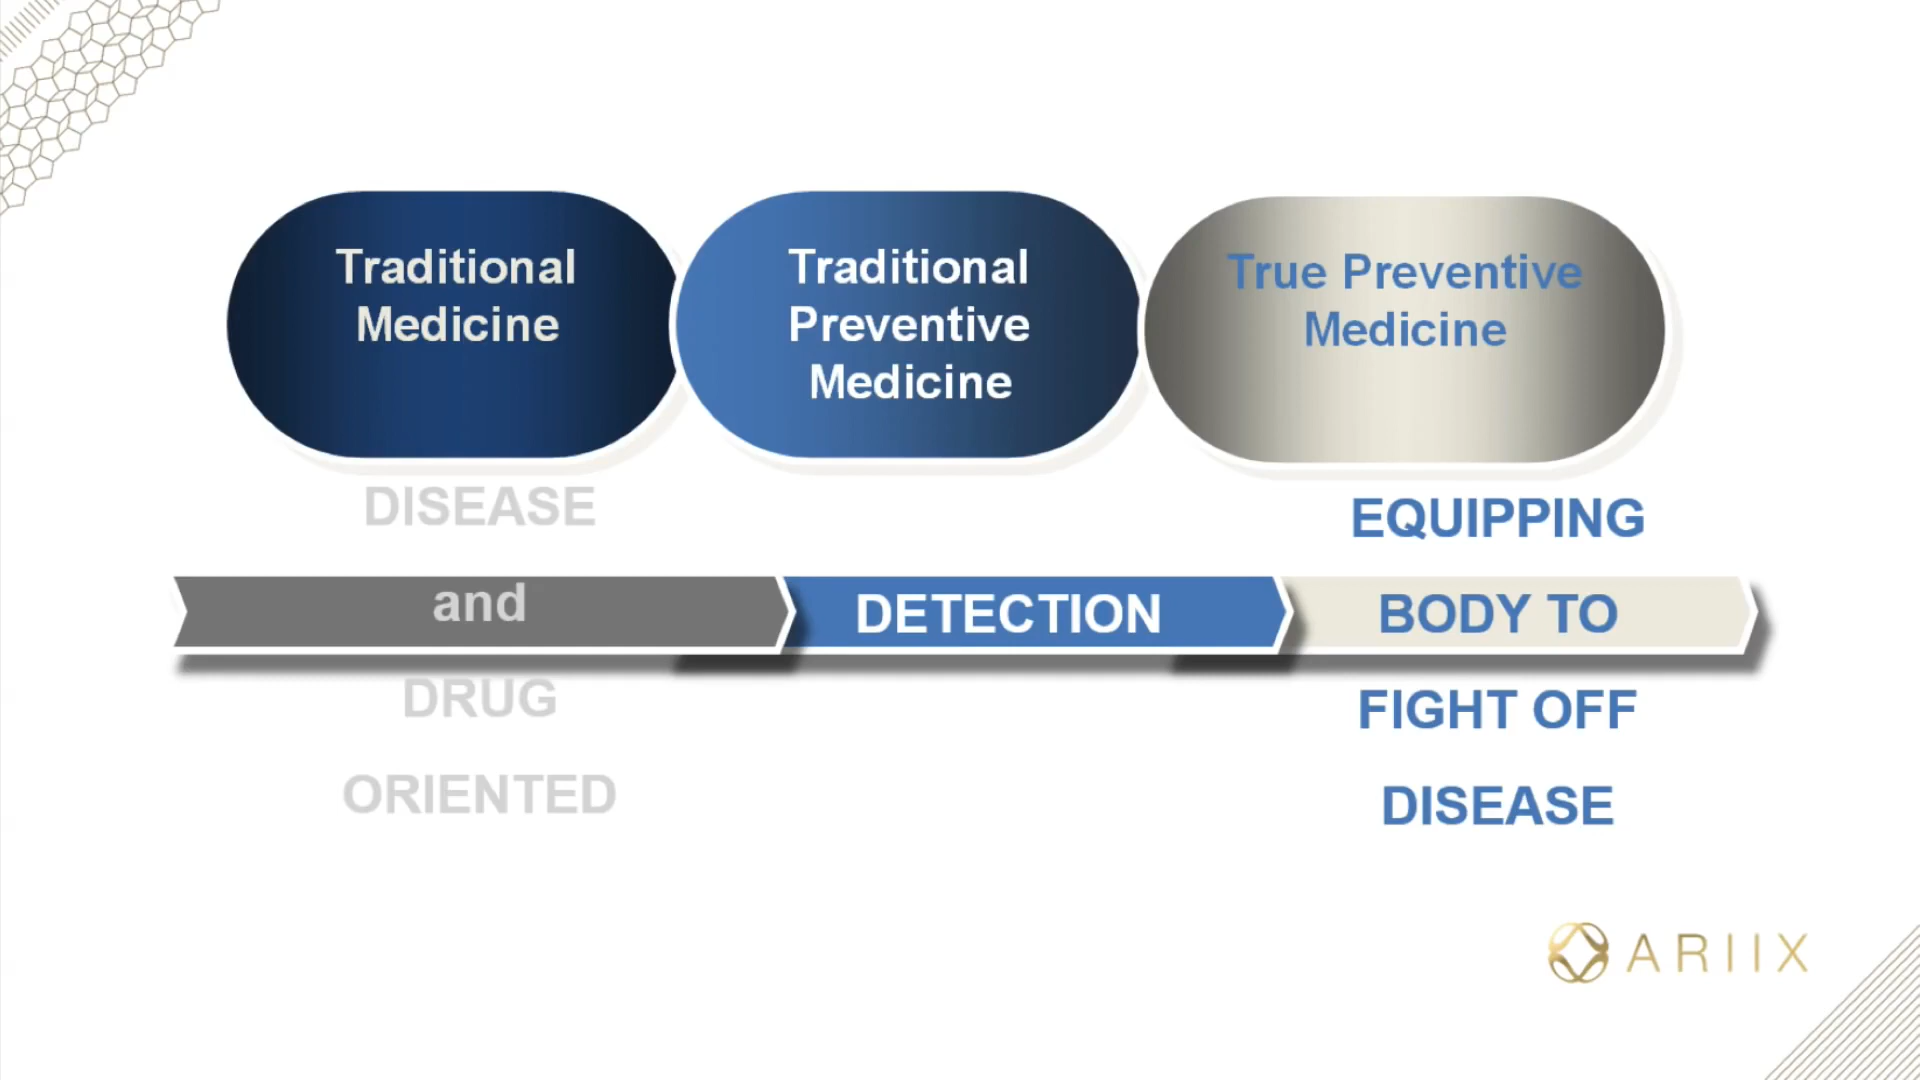 Traditional
Medicine
Traditional
Preventive
Medicine
True Preventive
Medicine
DISEASE
and
DRUG
ORIENTED
DETECTION
EQUIPPING
BODY TO
FIGHT OFF
DISEASE
ARIIX